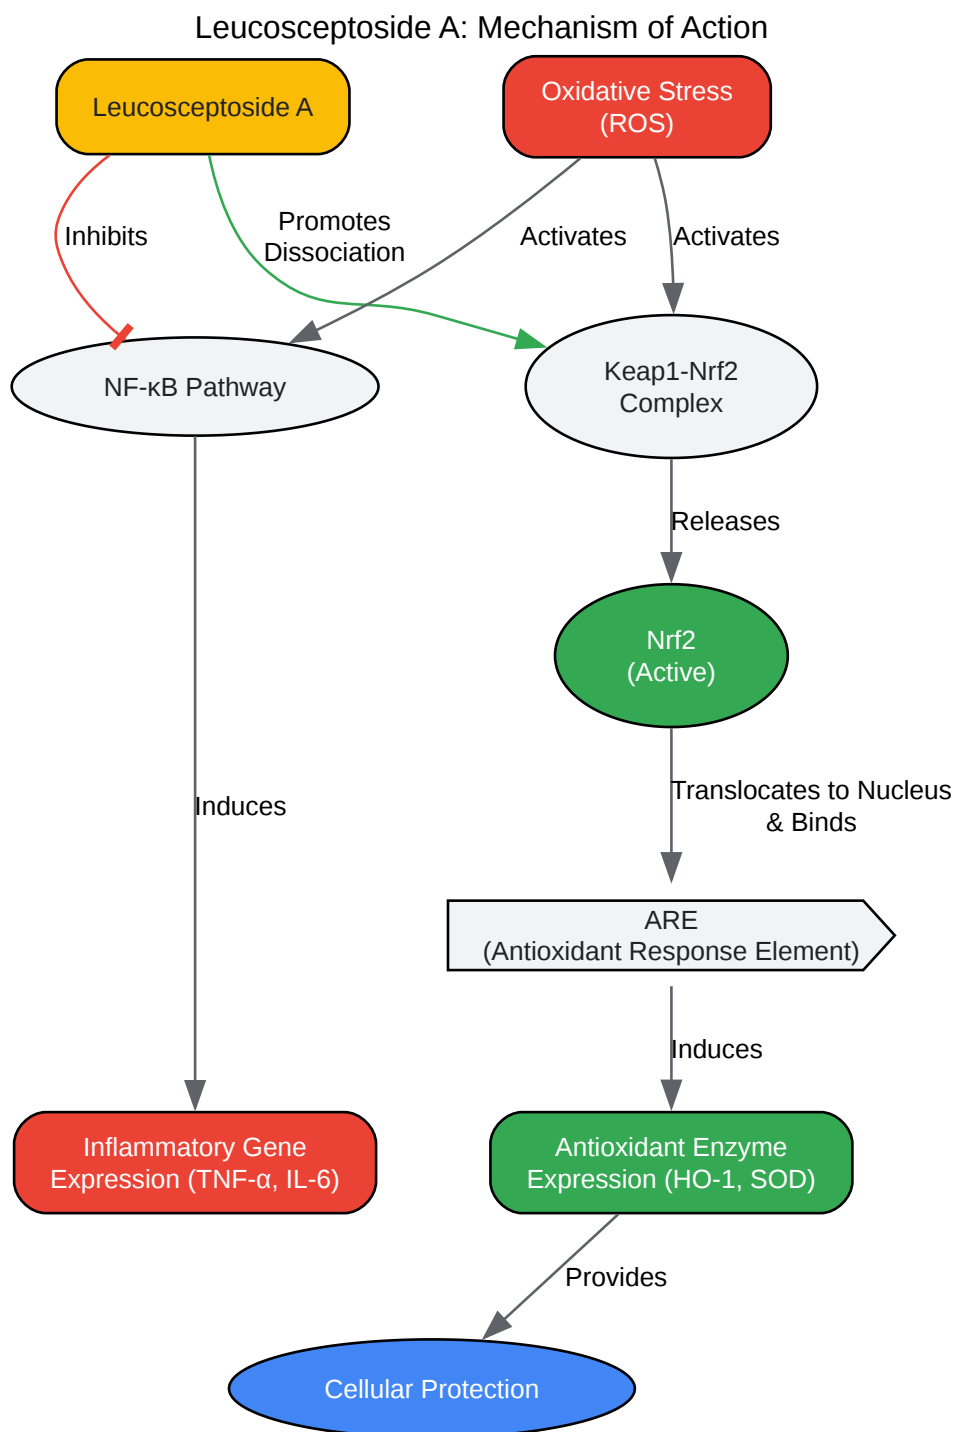 Leucosceptoside A: Mechanism of Action
Leucosceptoside A
Oxidative Stress
(ROS)
Inhibits
Promotes
Dissociation
Activates
Activates
NF-κB Pathway
Keap1-Nrf2
Complex
Releases
Nrf2
(Active)
Induces
Translocates to Nucleus
& Binds
ARE
(Antioxidant Response Element)
Induces
Inflammatory Gene
Expression (TNF-α, IL-6)
Antioxidant Enzyme
Expression (HO-1, SOD)
Provides
Cellular Protection